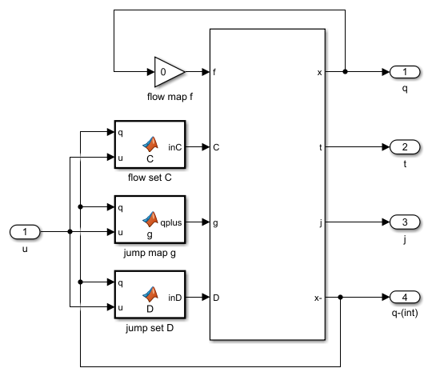 0
f
x
1
flow map f
q
q
u
C
inC
C
t
2
flow set C
t
q
u
g
qplus
g
j
3
1
u
jump map g
j
q
u
D
inD
D
x-
4
jump set D
q-(int)